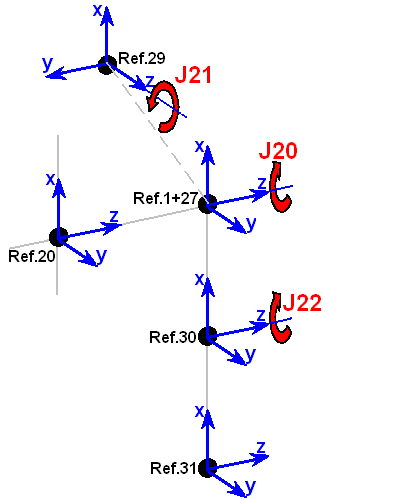 x
Ref.29
y
z
J21
x
J20
z
Ref.1+27
y
x
z
Ref.20
y
x
J22
z
Ref.30
y
x
z
Ref.31
y